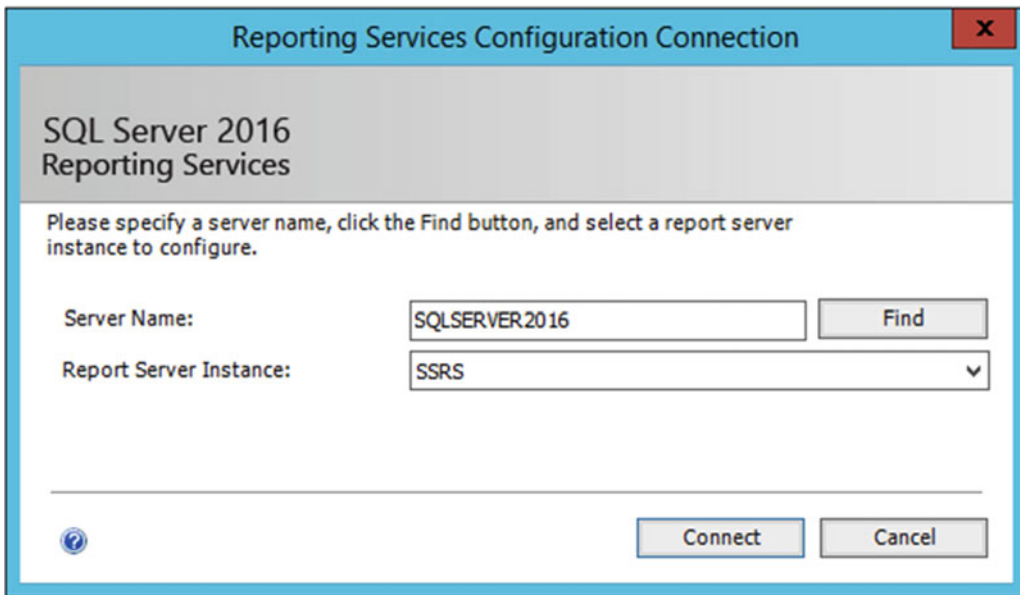 Reporting Services Configuration Connection
x
SQL Server 2016
Reporting Services
Please specify a server name, click the Find button, and select a report server
instance to configure.
Server Name: SQLSERVER2016 Find
Report Server Instance: SSRS
?
Connect Cancel